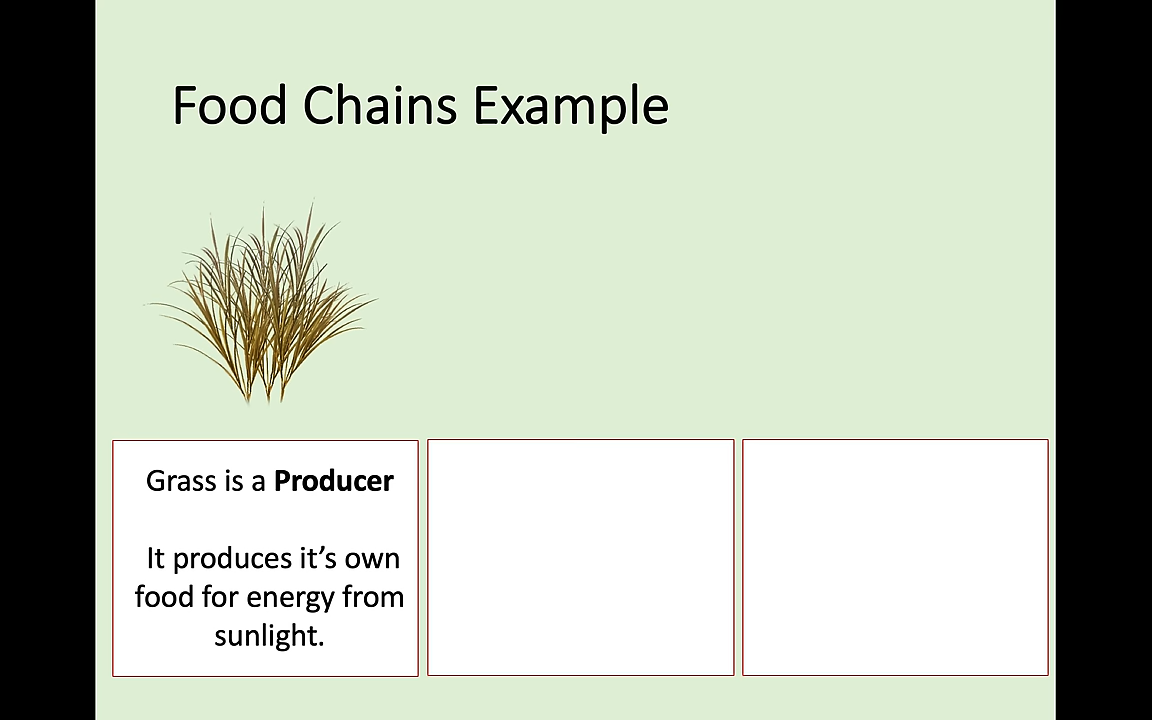 Food Chains Example
Grass is a Producer
It produces it’s own
food for energy from
sunlight.